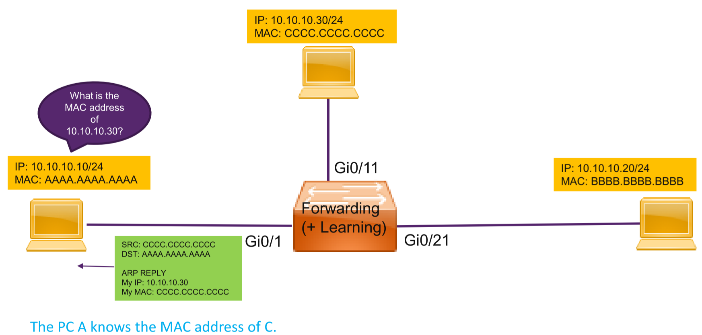 IP: 10.10.10.30/24
MAC: CCCC.CCCC.CCCC
What is the
MAC address
of
10.10.10.30?
IP: 10.10.10.10/24
MAC: AAAA.AAAA.AAAA
Gi0/11
IP: 10.10.10.20/24
MAC: BBBB.BBBB.BBBB
Forwarding
(+ Learning)
Gi0/1
Gi0/21
SRC: CCCC.CCCC.CCCC
DST: AAAA.AAAA.AAAA
ARP REPLY
My IP: 10.10.10.30
My MAC: CCCC.CCCC.CCCC
The PC A knows the MAC address of C.